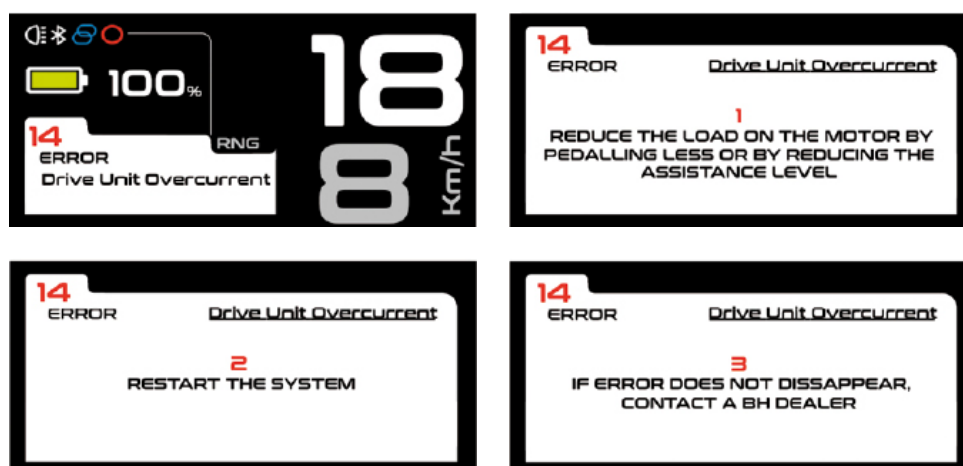 18
100%
14
ERROR
Drive Unit Overcurrent
RNG
8
Km/h
14
ERROR
Drive Unit Overcurrent
1
REDUCE THE LOAD ON THE MOTOR BY
PEDALLING LESS OR BY REDUCING THE
ASSISTANCE LEVEL
14
ERROR
Drive Unit Overcurrent
2
RESTART THE SYSTEM
14
ERROR
Drive Unit Overcurrent
3
IF ERROR DOES NOT DISSAPPEAR,
CONTACT A BH DEALER